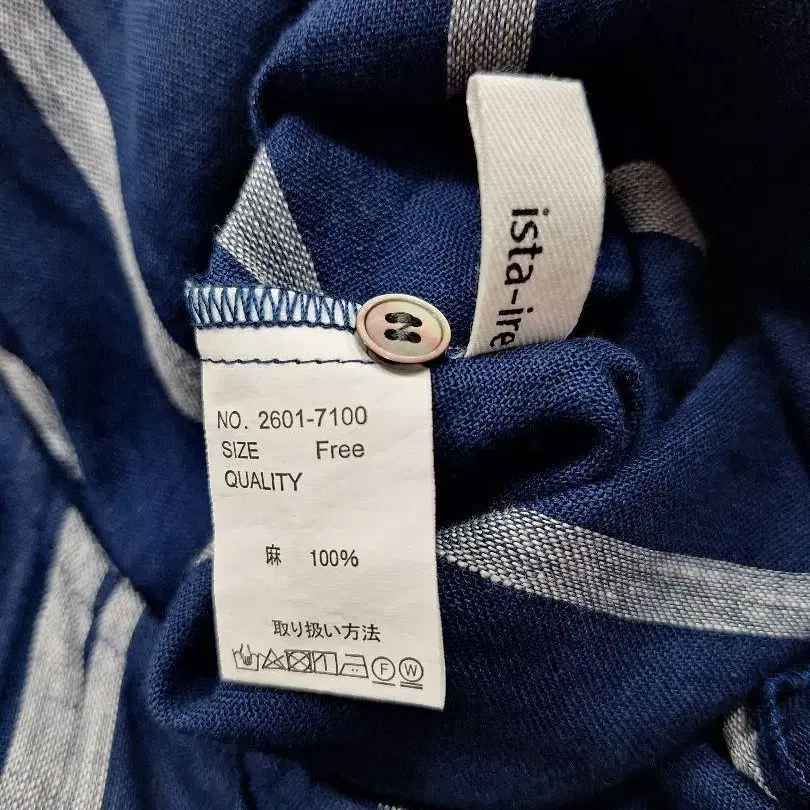 ista-ire
NO. 2601-7100
SIZE Free
QUALITY
麻 100%
取り扱い方法
F W